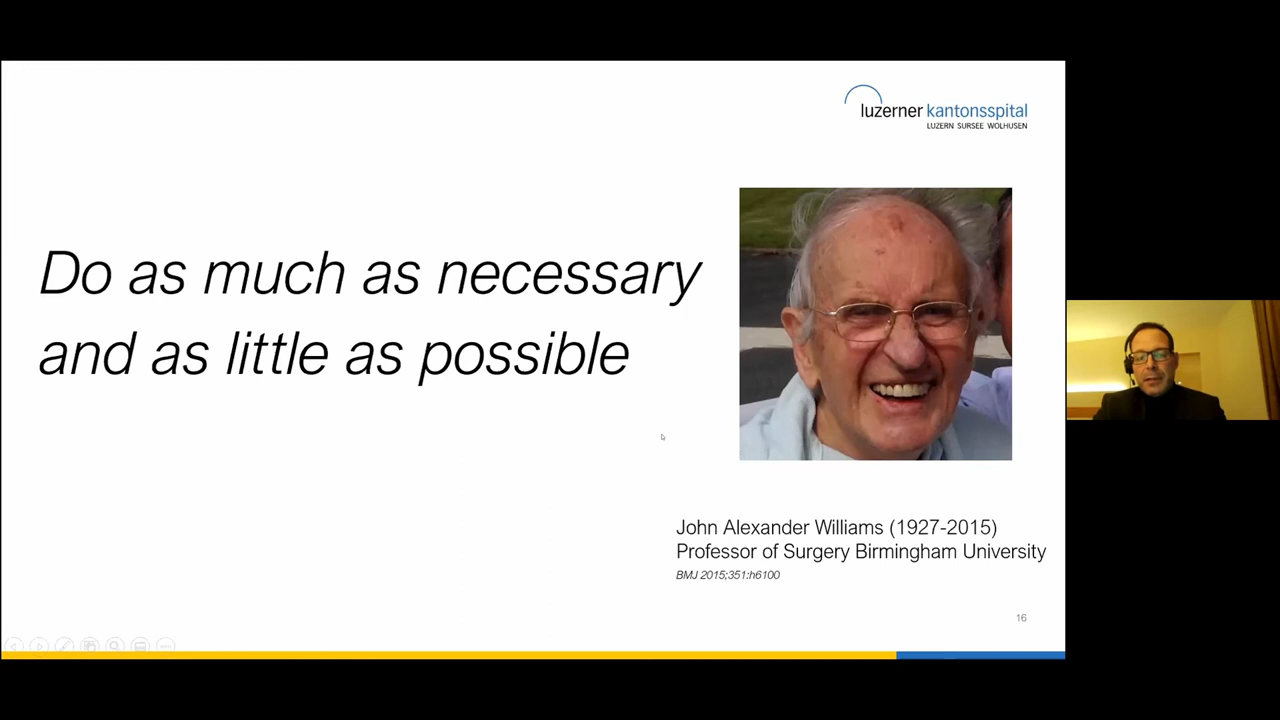 luzerner kantonsspital
LUZERN SURSEE WOLHUSEN
Do as much as necessary
and as little as possible
John Alexander Williams (1927-2015)
Professor of Surgery Birmingham University
BMJ 2015;351:h6100
16